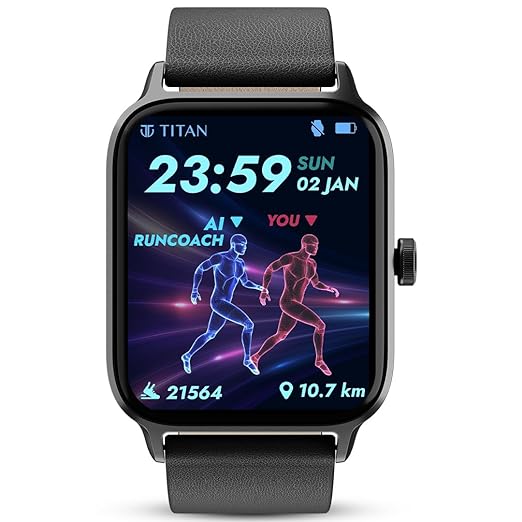 TITAN
23:59
SUN
02 JAN
AI
RUNCOACH
YOU
21564
10.7 km